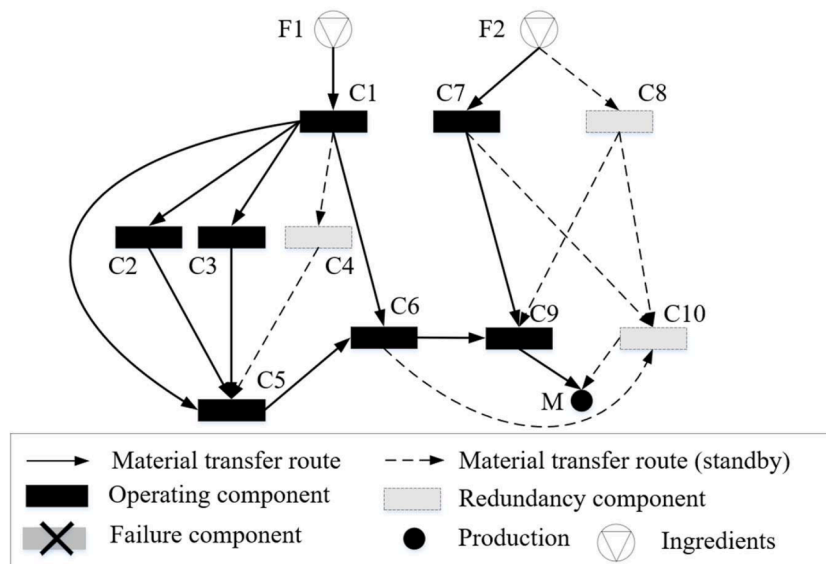 F1
F2
C1
C7
C8
C2
C3
C4
C6
C9
C10
C5
M
Material transfer route
Material transfer route (standby)
Operating component
Redundancy component
Failure component
Production
Ingredients